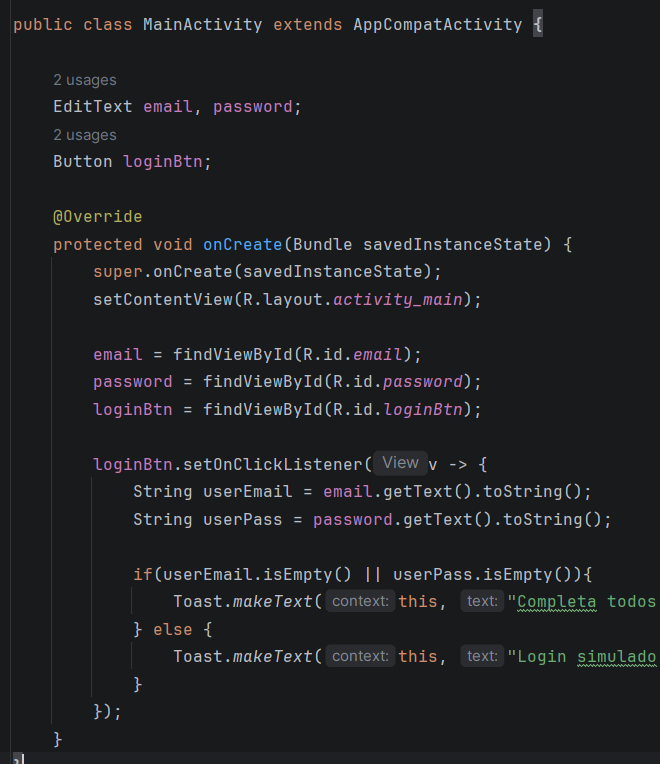 public class MainActivity extends AppCompatActivity {
2 usages
EditText email, password;
2 usages
Button loginBtn;
@Override
protected void onCreate(Bundle savedInstanceState) {
super.onCreate(savedInstanceState);
setContentView(R.layout.activity_main);
email = findViewById(R.id.email);
password = findViewById(R.id.password);
loginBtn = findViewById(R.id.loginBtn);
loginBtn.setOnClickListener( View v -> {
String userEmail = email.getText().toString();
String userPass = password.getText().toString();
if(userEmail.isEmpty() || userPass.isEmpty()){
Toast.makeText( context: this, text: "Completa todos
} else {
Toast.makeText( context: this, text: "Login simulado
}
});
}
}